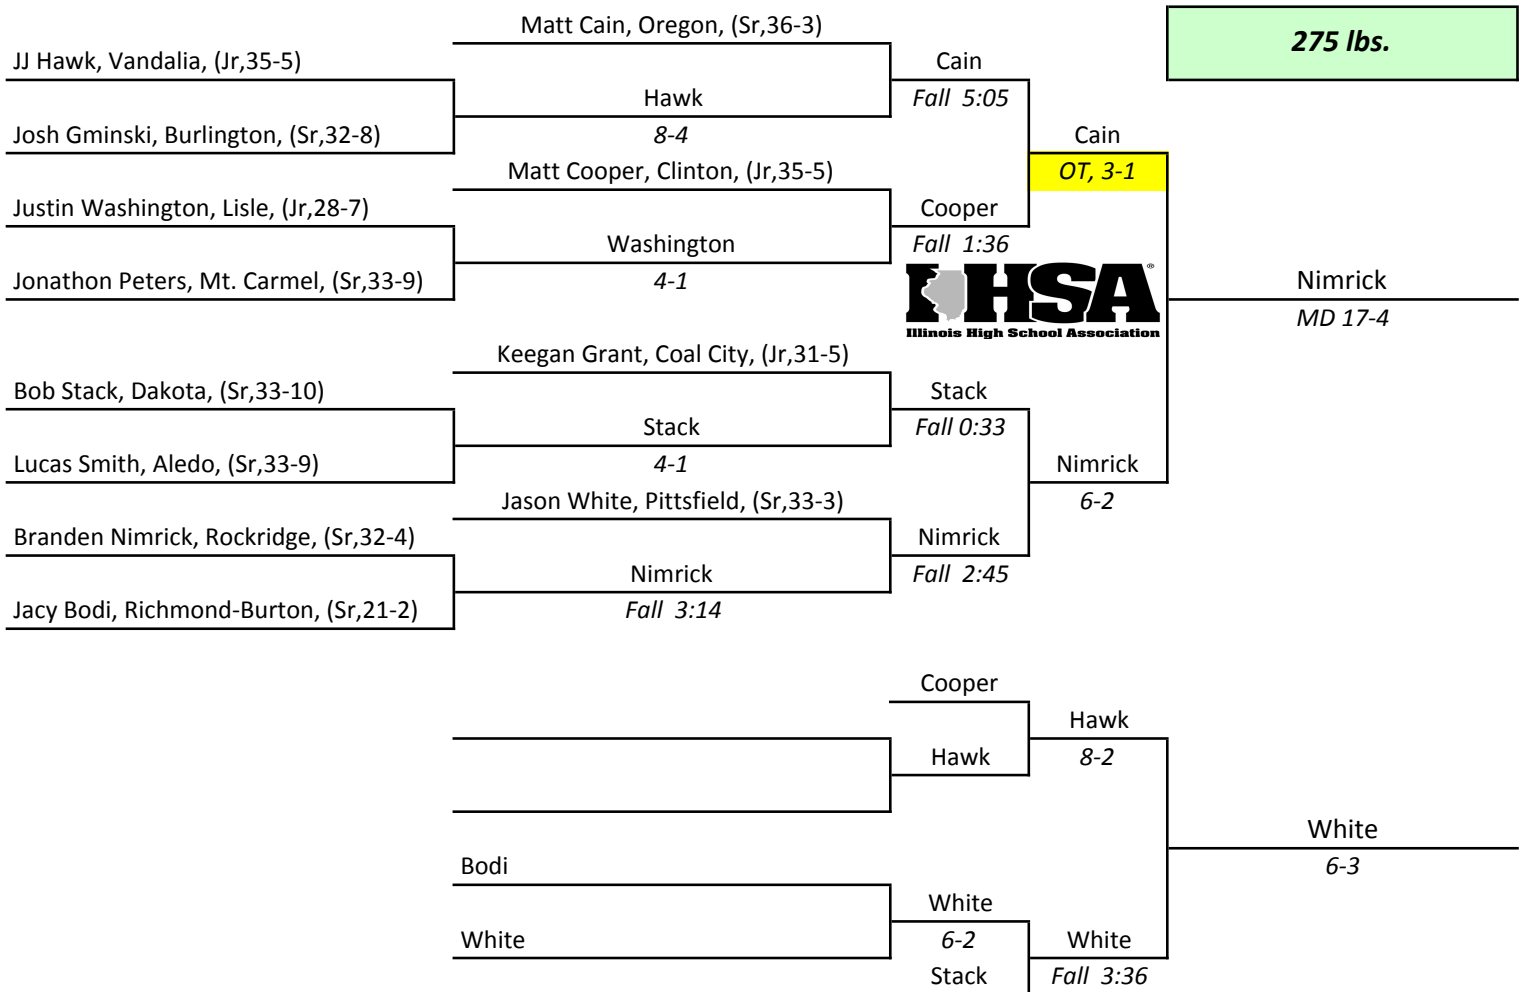 Matt Cain, Oregon, (Sr,36-3)
275 lbs.
JJ Hawk, Vandalia, (Jr,35-5)
Cain
Hawk
Fall 5:05
Josh Gminski, Burlington, (Sr,32-8)
8-4
Cain
Matt Cooper, Clinton, (Jr,35-5)
OT, 3-1
Justin Washington, Lisle, (Jr,28-7)
Cooper
Washington
Fall 1:36
Jonathon Peters, Mt. Carmel, (Sr,33-9)
4-1
IHSA®
Illinois High School Association
Nimrick
MD 17-4
Keegan Grant, Coal City, (Jr,31-5)
Bob Stack, Dakota, (Sr,33-10)
Stack
Stack
Fall 0:33
Lucas Smith, Aledo, (Sr,33-9)
4-1
Nimrick
Jason White, Pittsfield, (Sr,33-3)
6-2
Branden Nimrick, Rockridge, (Sr,32-4)
Nimrick
Nimrick
Fall 2:45
Jacy Bodi, Richmond-Burton, (Sr,21-2)
Fall 3:14
Cooper
Hawk
Hawk
8-2
White
6-3
Bodi
White
White
6-2
White
Stack
Fall 3:36